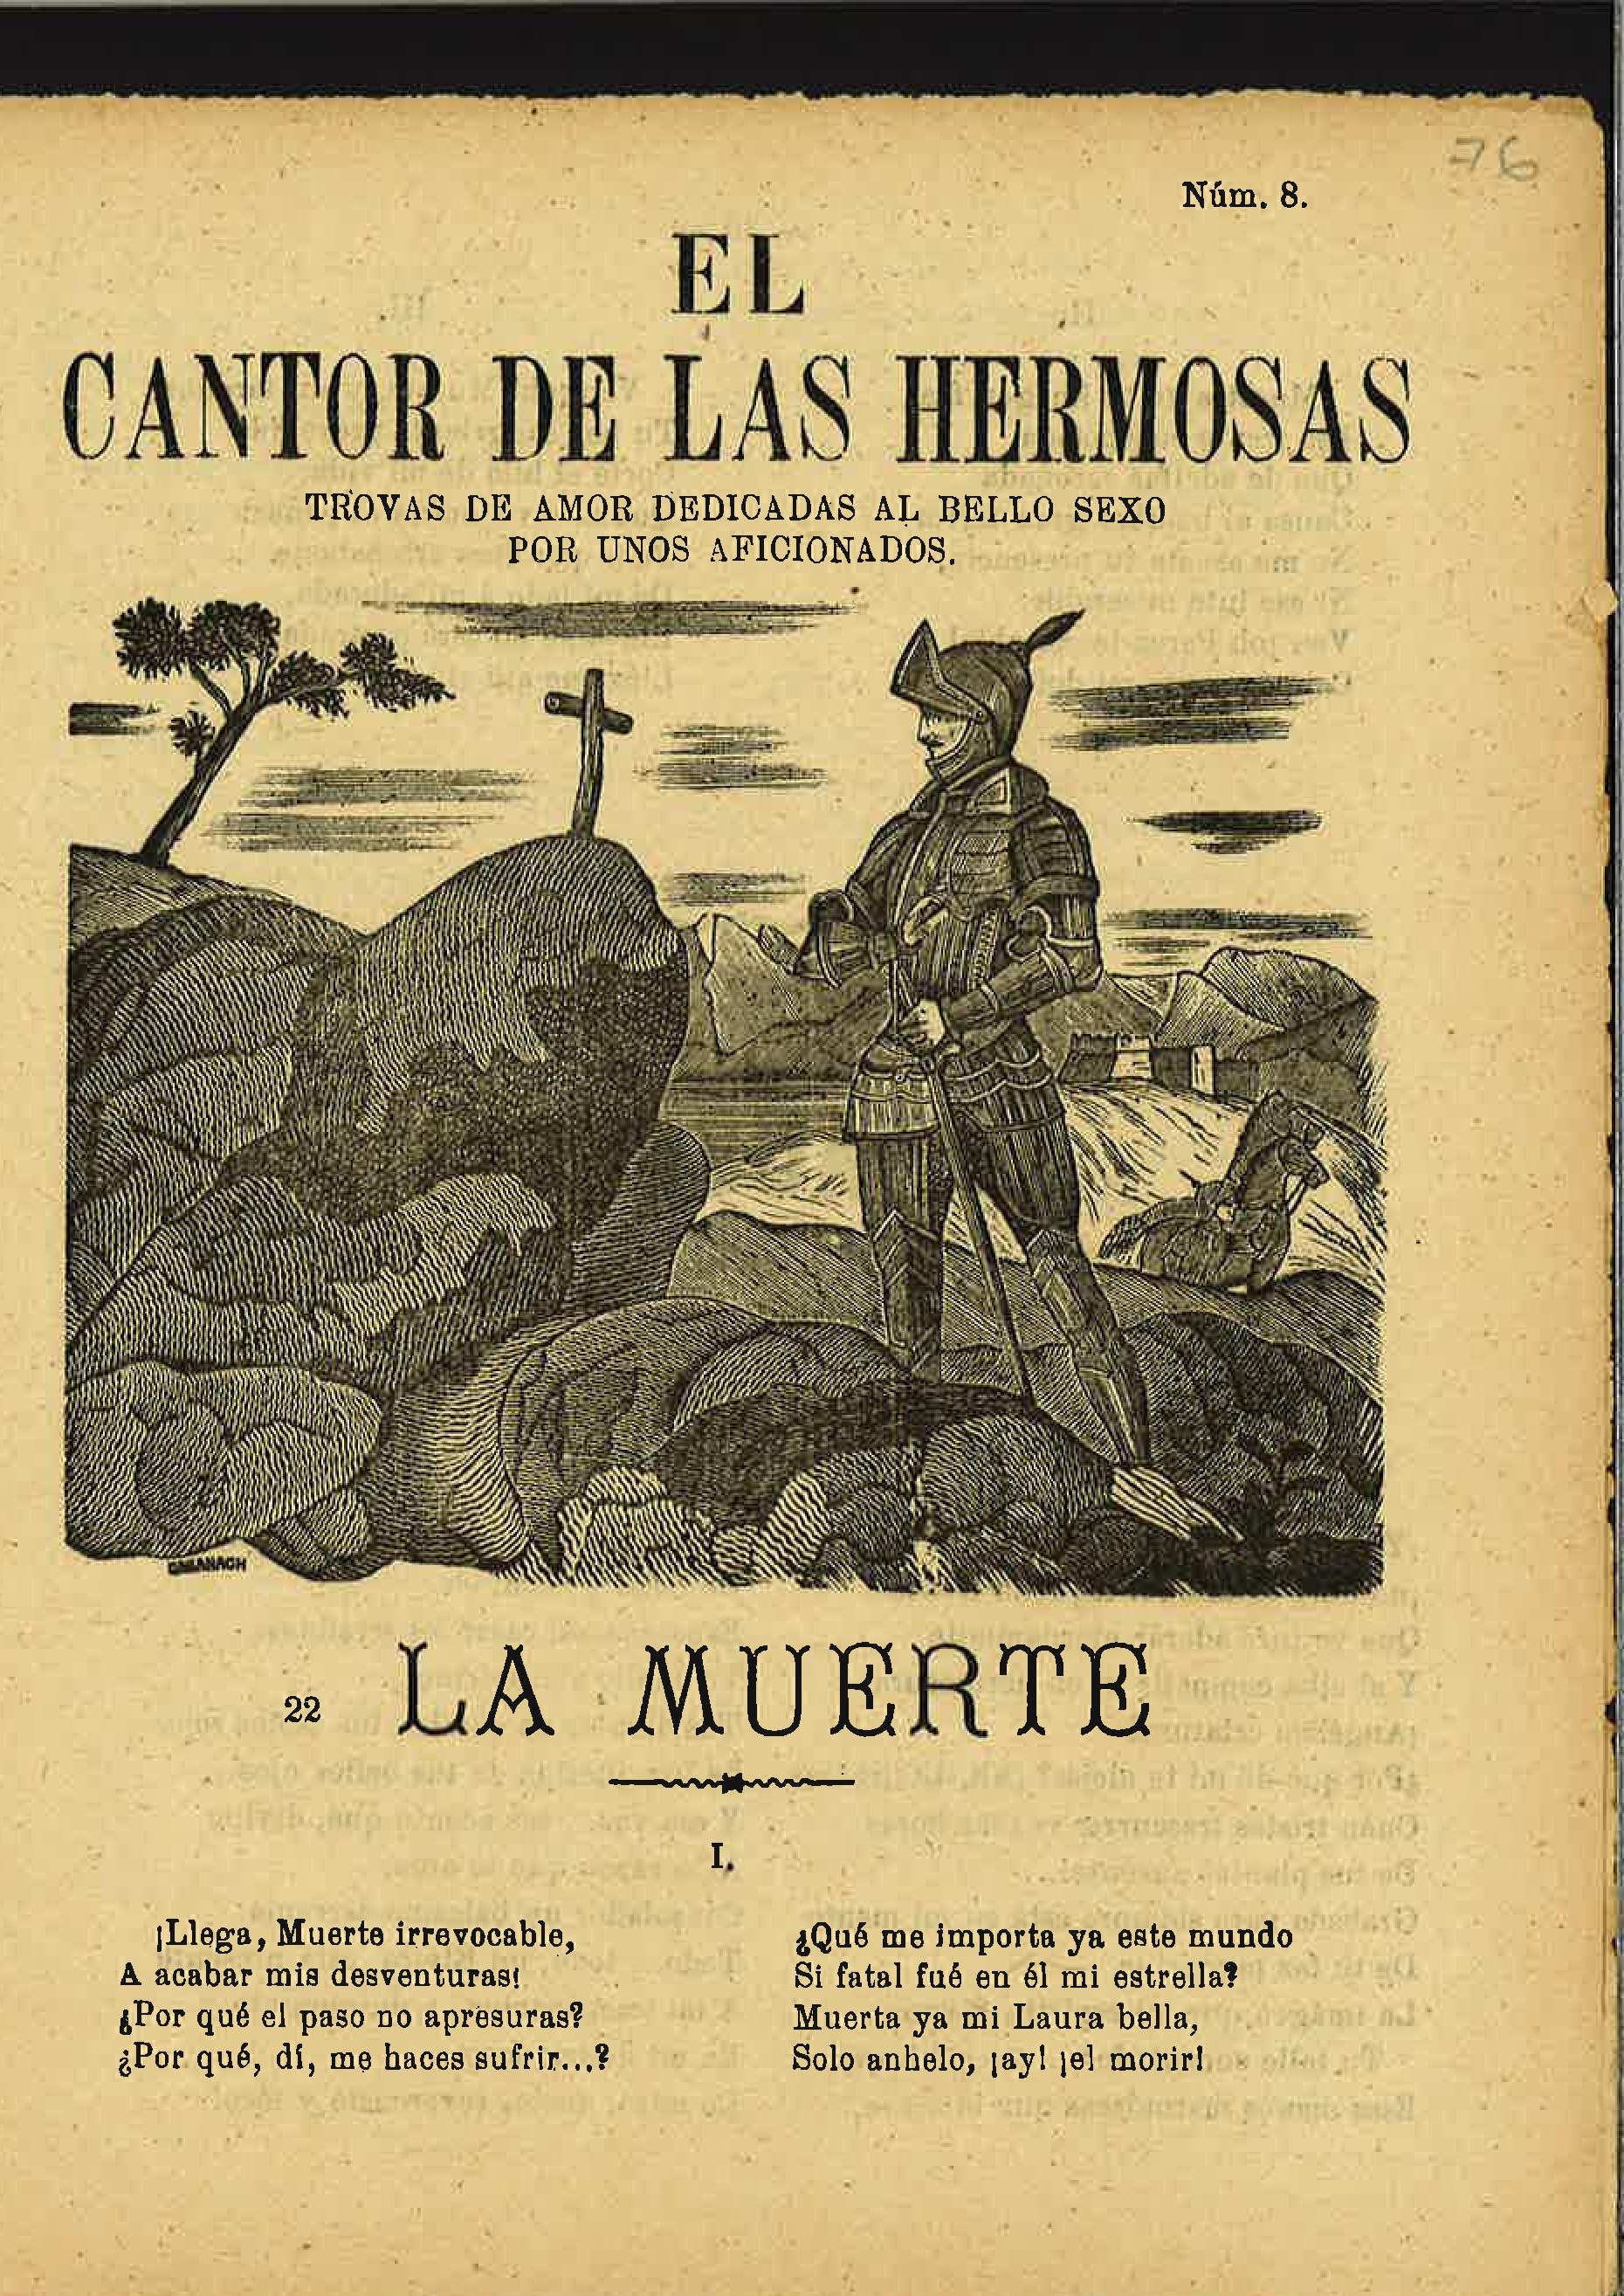 76
Núm. 8.
EL
CANTOR DE LAS HERMOSAS
TROVAS DE AMOR DEDICADAS AL BELLO SEXO
POR UNOS AFICIONADOS.
22 LA MUERTE
I.
¡Llega, Muerte irrevocable,
A acabar mis desventuras!
¿Por qué el paso no apresuras?
¿Por qué, dí, me haces sufrir...?
¿Qué me importa ya este mundo
Si fatal fué en él mi estrella?
Muerta ya mi Laura bella,
Solo anhelo, ¡ay! ¡el morir!